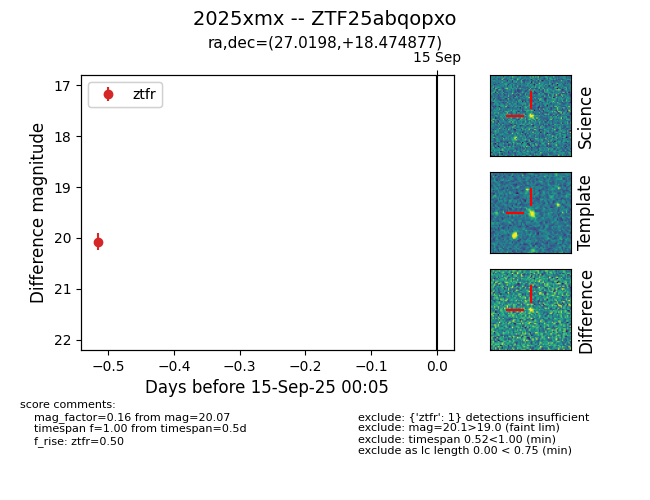 2025xmx -- ZTF25abqopxo
ra,dec=(27.0198,+18.474877)
15 Sep
ztfr
17
18
19
20
21
22
Difference magnitude
−0.5
−0.4
−0.3
−0.2
−0.1
0.0
Days before 15-Sep-25 00:05
Science
Template
Difference
score comments:
mag_factor=0.16 from mag=20.07
timespan f=1.00 from timespan=0.5d
f_rise: ztfr=0.50
exclude: {'ztfr': 1} detections insufficient
exclude: mag=20.1>19.0 (faint lim)
exclude: timespan 0.52<1.00 (min)
exclude as lc length 0.00 < 0.75 (min)